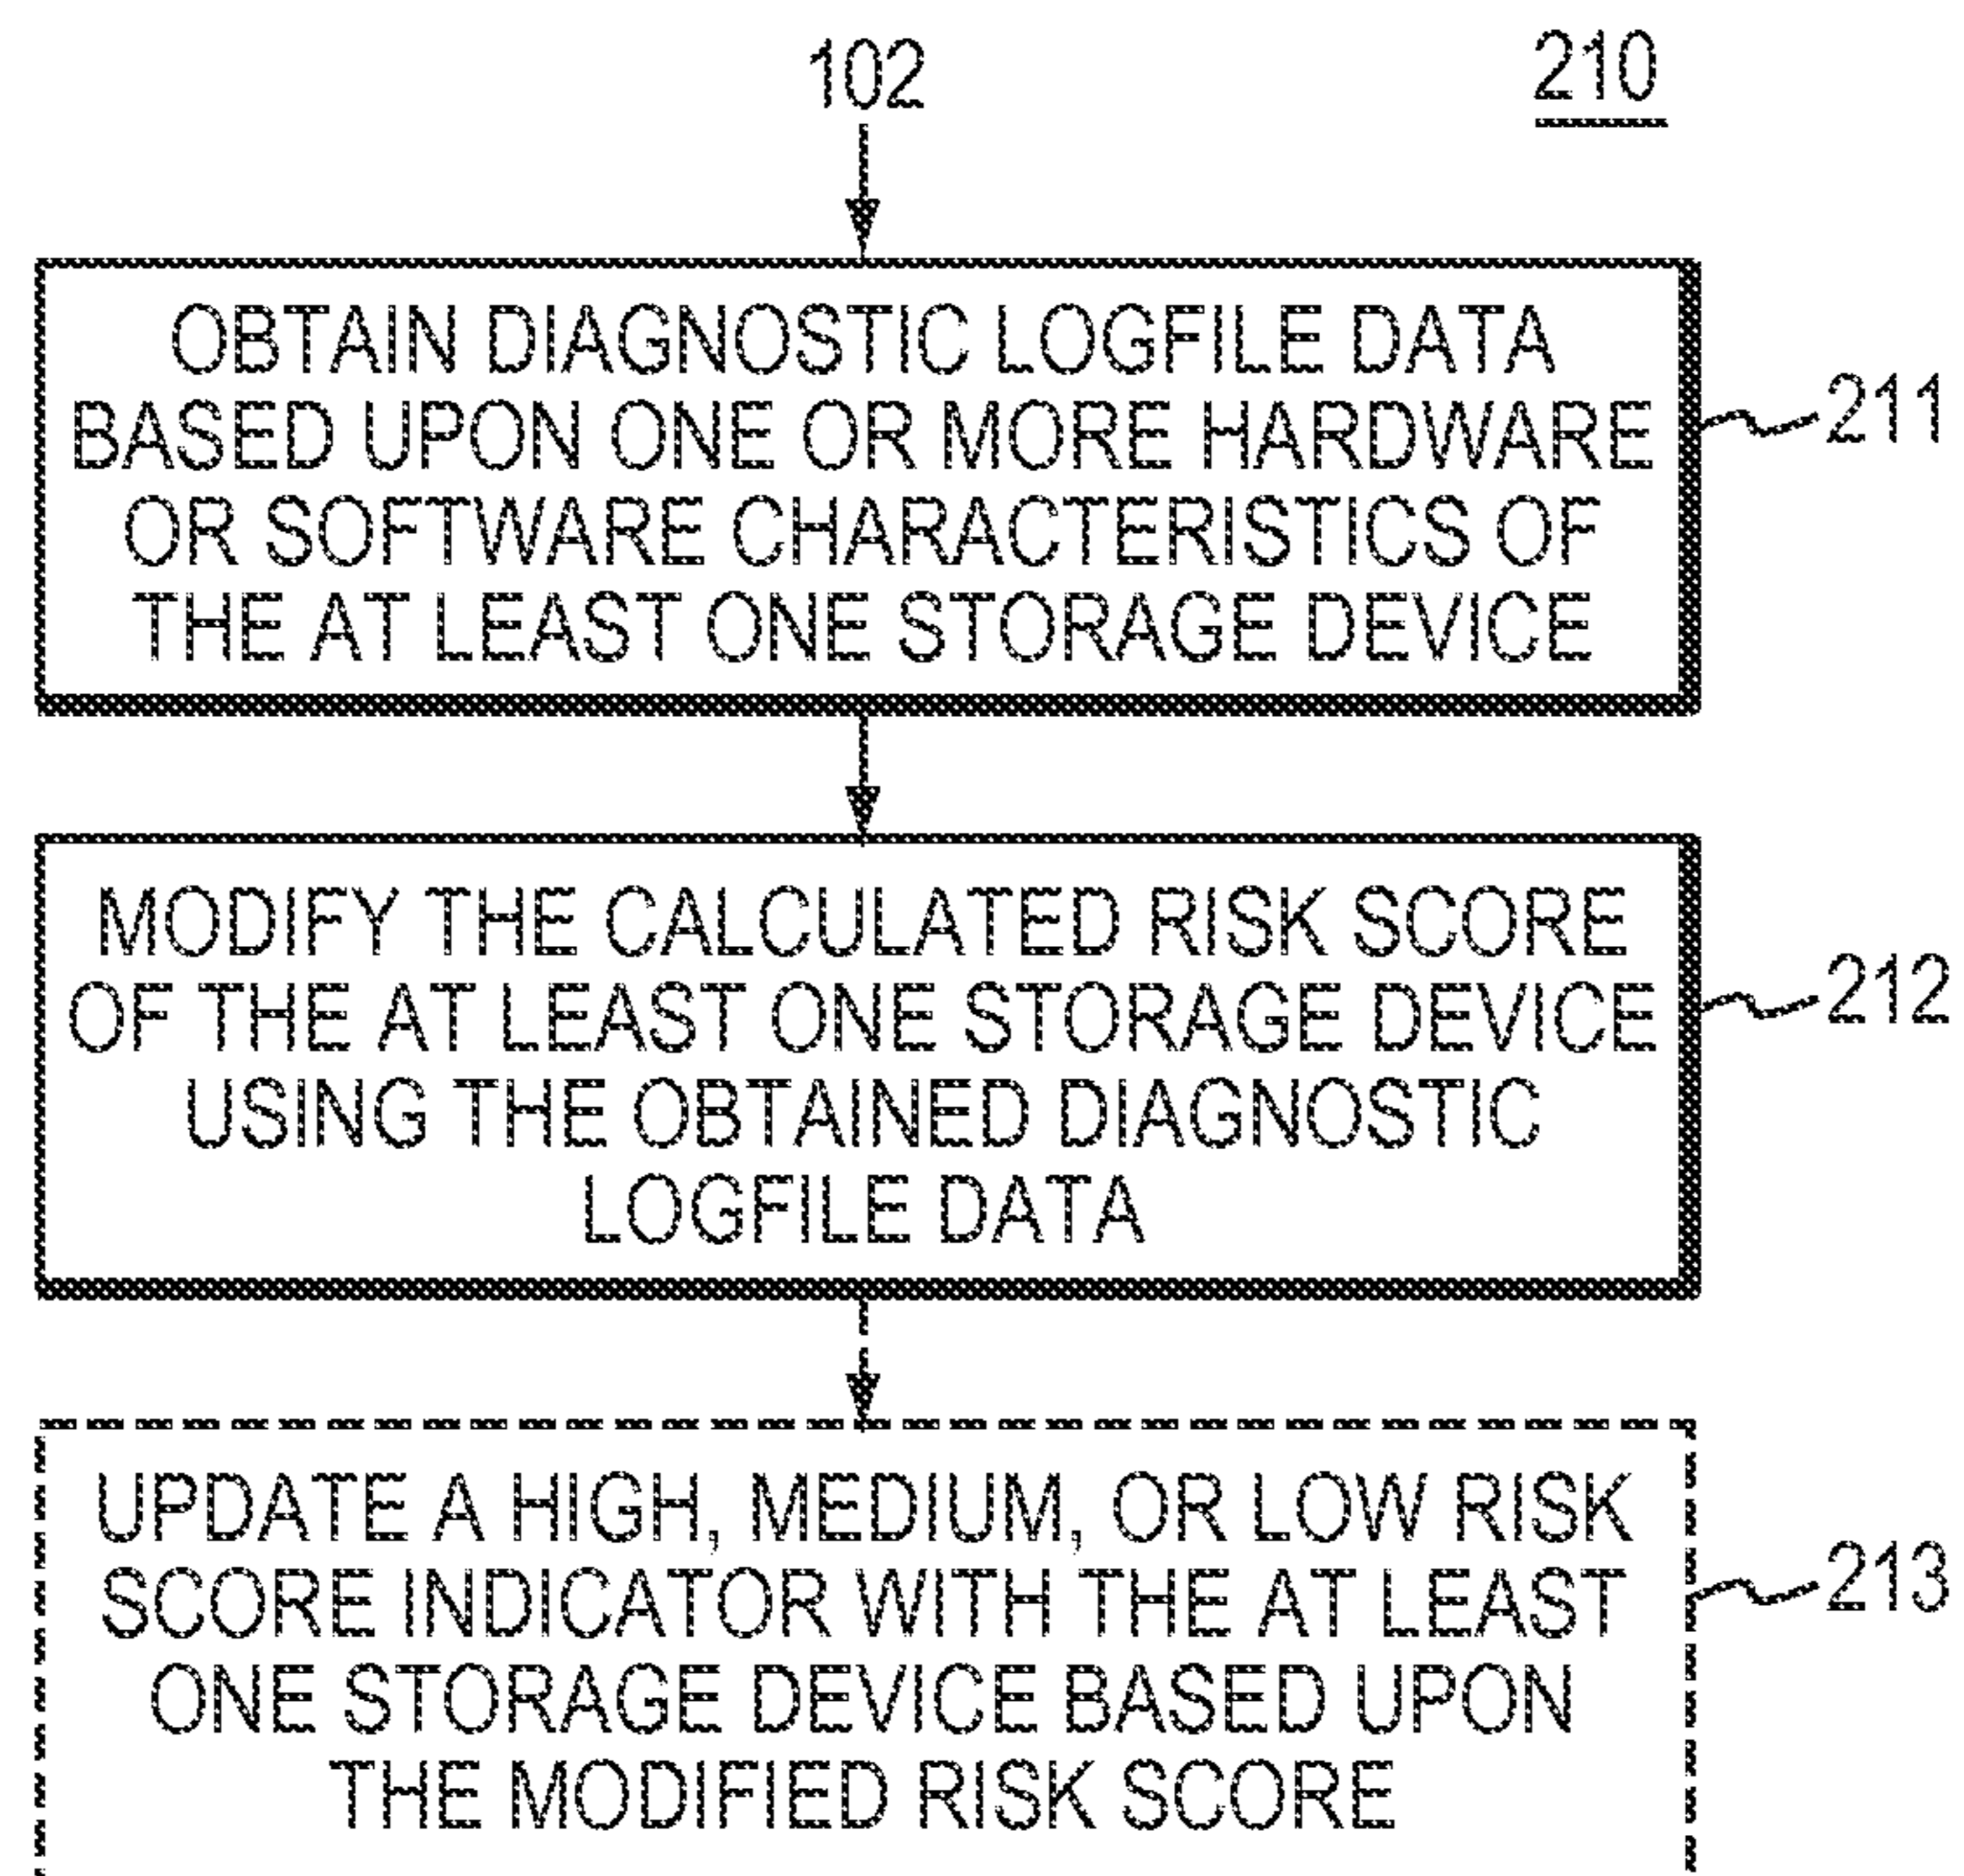 102
210
OBTAIN DIAGNOSTIC LOGFILE DATA
BASED UPON ONE OR MORE HARDWARE
OR SOFTWARE CHARACTERISTICS OF
THE AT LEAST ONE STORAGE DEVICE
211
MODIFY THE CALCULATED RISK SCORE
OF THE AT LEAST ONE STORAGE DEVICE
USING THE OBTAINED DIAGNOSTIC
LOGFILE DATA
212
UPDATE A HIGH, MEDIUM, OR LOW RISK
SCORE INDICATOR WITH THE AT LEAST
ONE STORAGE DEVICE BASED UPON
THE MODIFIED RISK SCORE
213